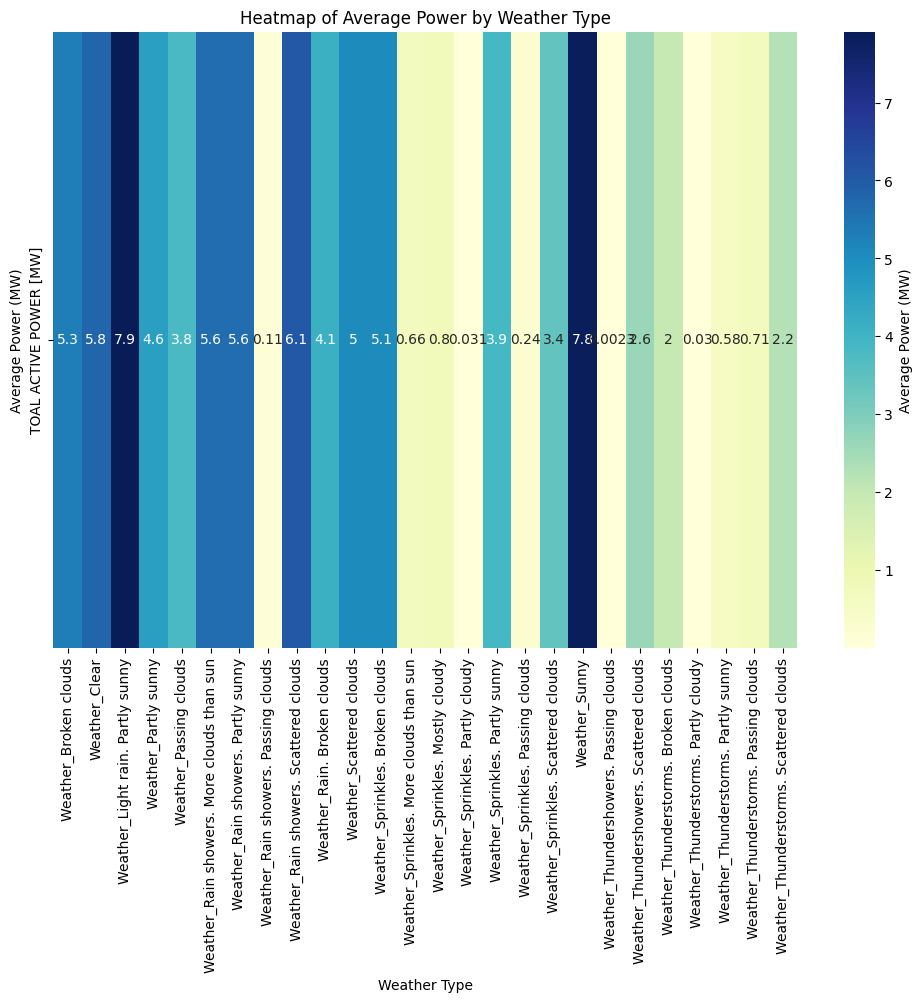 Heatmap of Average Power by Weather Type
Average Power (MW)
TOAL ACTIVE POWER [MW]
5.3 5.8 7.9 4.6 3.8 5.6 5.6 0.11 6.1 4.1 5 5.1 0.66 0.8 0.031 3.9 0.24 3.4 7.8 .0023 2.6 2 0.03 0.58 0.71 2.2
7
6
5
4
3
2
1
Average Power (MW)
Weather_Broken clouds
Weather_Clear
Weather_Light rain. Partly sunny
Weather_Partly sunny
Weather_Passing clouds
Weather_Rain showers. More clouds than sun
Weather_Rain showers. Partly sunny
Weather_Rain showers. Passing clouds
Weather_Rain showers. Scattered clouds
Weather_Rain. Broken clouds
Weather_Scattered clouds
Weather_Sprinkles. Broken clouds
Weather_Sprinkles. More clouds than sun
Weather_Sprinkles. Mostly cloudy
Weather_Sprinkles. Partly cloudy
Weather_Sprinkles. Partly sunny
Weather_Sprinkles. Passing clouds
Weather_Sprinkles. Scattered clouds
Weather_Sunny
Weather_Thundershowers. Passing clouds
Weather_Thundershowers. Scattered clouds
Weather_Thunderstorms. Broken clouds
Weather_Thunderstorms. Partly cloudy
Weather_Thunderstorms. Partly sunny
Weather_Thunderstorms. Passing clouds
Weather_Thunderstorms. Scattered clouds
Weather Type